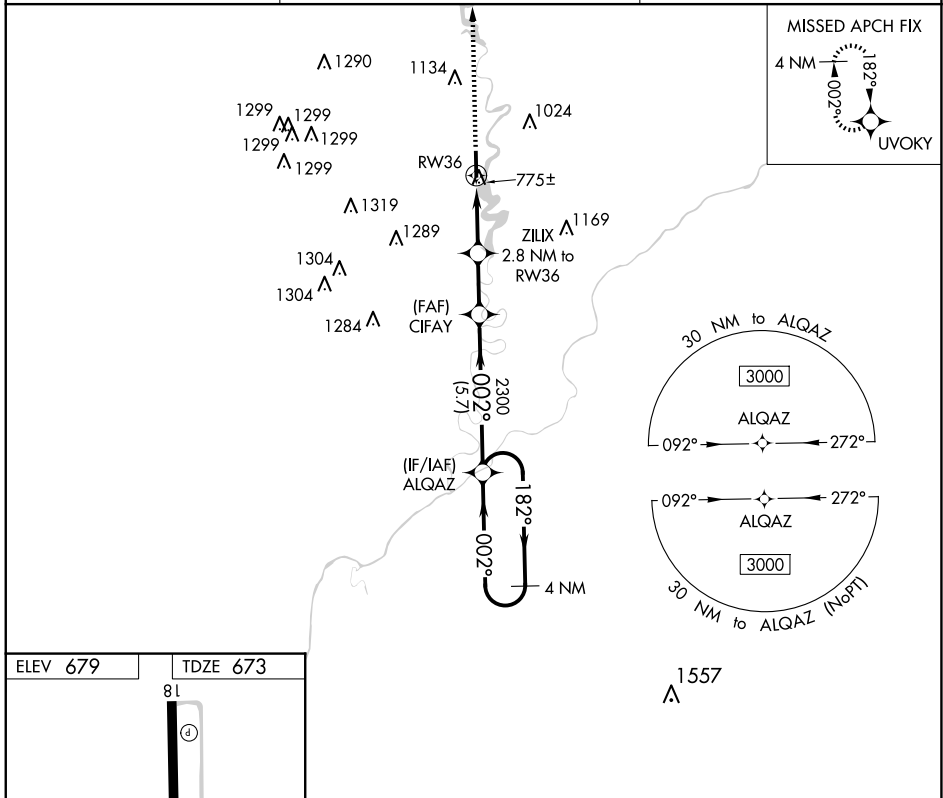 MISSED APCH FIX
4 NM
182°
002°
UVOKY
1290
1134
1299
1299
1299
1299
1299
1024
RW36
775±
1319
1289
1169
ZILIX
2.8 NM to
RW36
1304
1304
1284
(FAF)
CIFAY
2300
002°
(5.7)
(IF/IAF)
ALQAZ
182°
002°
4 NM
30 NM to ALQAZ
3000
ALQAZ
092°
272°
092°
272°
ALQAZ
3000
30 NM to ALQAZ (NoPT)
1557
ELEV 679
TDZE 673
18
P